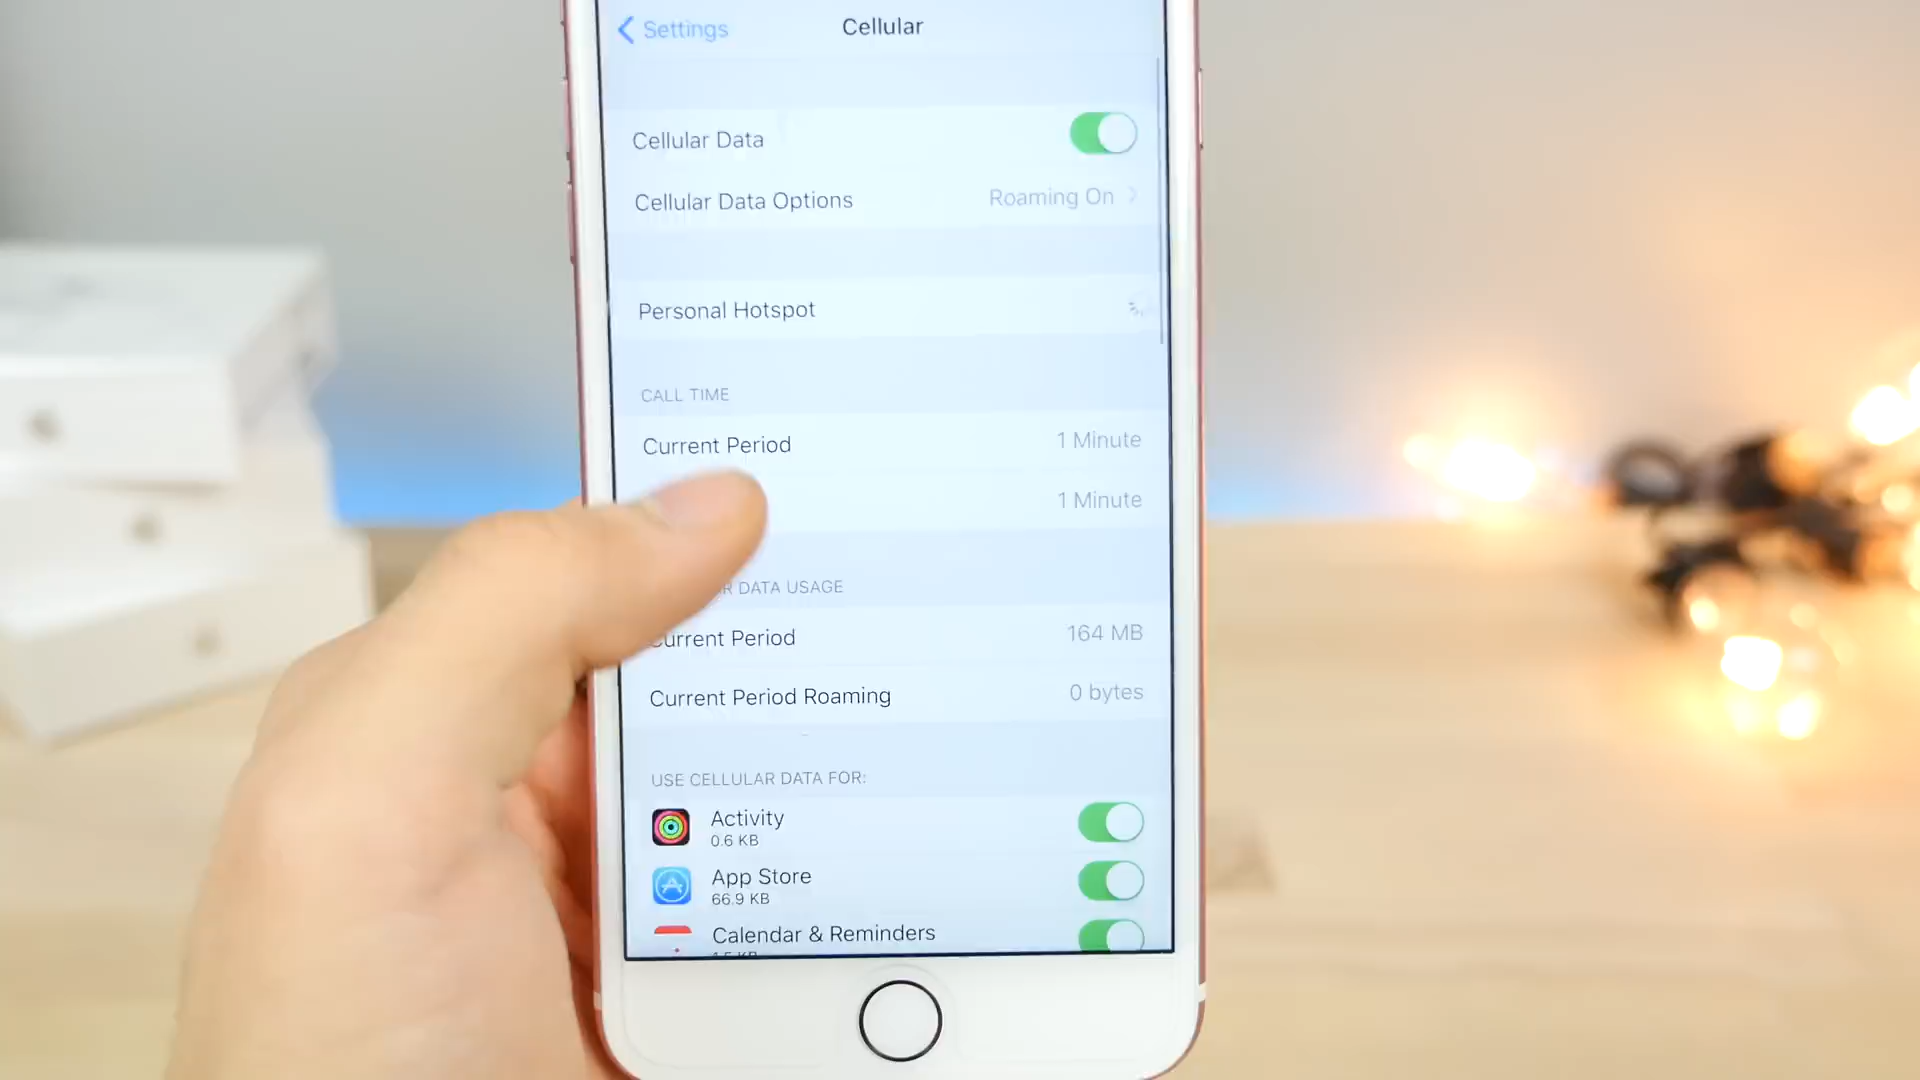 Settings
Cellular
Cellular Data
Cellular Data Options
Roaming On
Personal Hotspot
CALL TIME
Current Period
1 Minute
1 Minute
DATA USAGE
Current Period
164 MB
Current Period Roaming
0 bytes
USE CELLULAR DATA FOR:
Activity
0.6 KB
App Store
66.9 KB
Calendar & Reminders